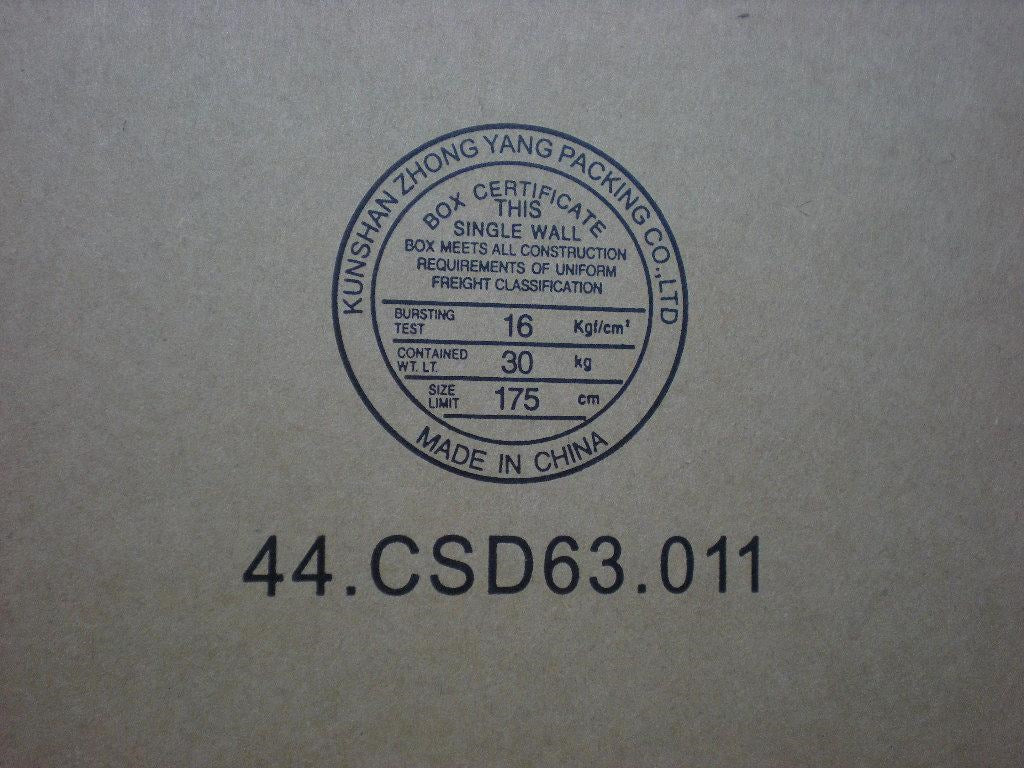 KUNSHAN ZHONG YANG PACKING CO.,LTD
BOX CERTIFICATE
THIS
SINGLE WALL
BOX MEETS ALL CONSTRUCTION
REQUIREMENTS OF UNIFORM
FREIGHT CLASSIFICATION
BURSTING TEST 16 Kgf/cm²
CONTAINED WT. LT. 30 kg
SIZE LIMIT 175 cm
MADE IN CHINA
44.CSD63.011